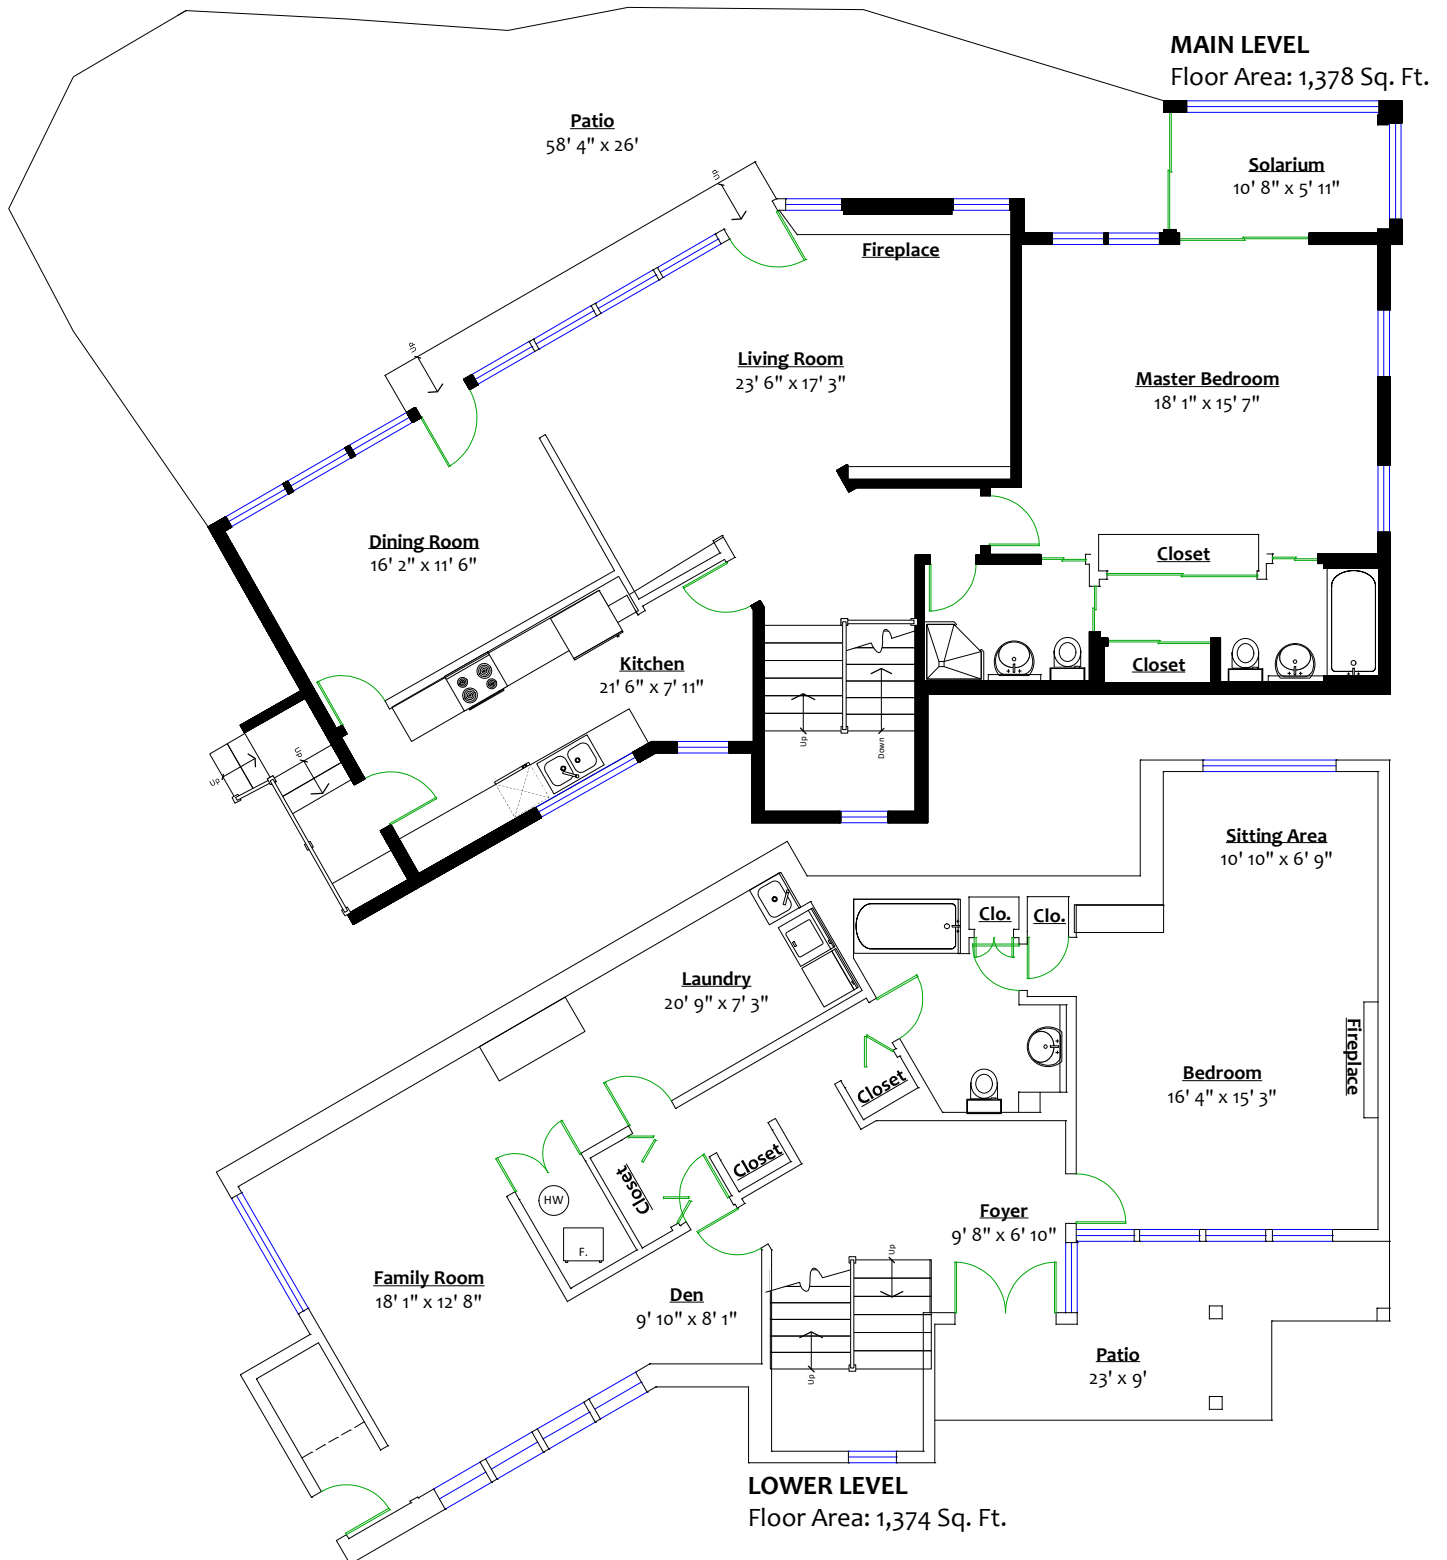 MAIN LEVEL
Floor Area: 1,378 Sq. Ft.
Patio
58' 4" x 26'
Solarium
10' 8" x 5' 11"
Up
Fireplace
Up
Living Room
23' 6" x 17' 3"
Master Bedroom
18' 1" x 15' 7"
Dining Room
16' 2" x 11' 6"
Closet
Kitchen
21' 6" x 7' 11"
Closet
Up
Up
Up
Down
Sitting Area
10' 10" x 6' 9"
Clo.
Clo.
Laundry
20' 9" x 7' 3"
Fireplace
Bedroom
16' 4" x 15' 3"
Closet
Closet
Closet
HW
F.
Foyer
9' 8" x 6' 10"
Up
Family Room
18' 1" x 12' 8"
Den
9' 10" x 8' 1"
Up
Patio
23' x 9'
LOWER LEVEL
Floor Area: 1,374 Sq. Ft.